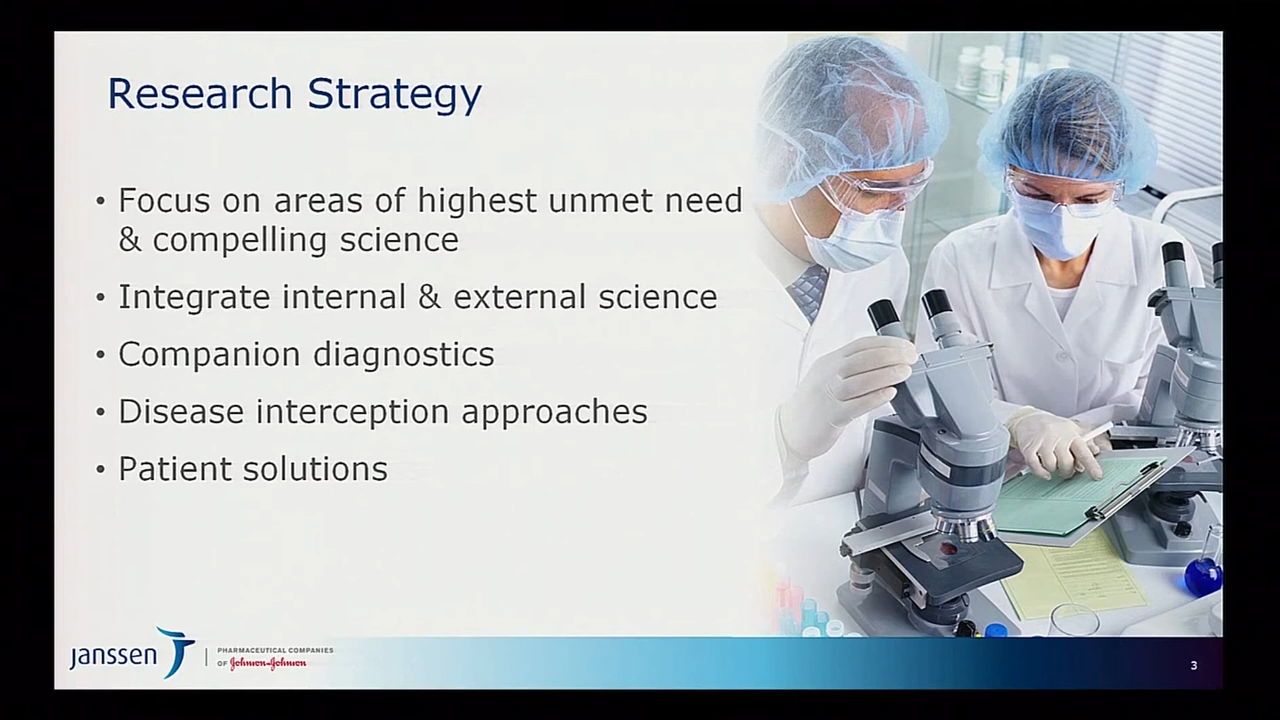 Research Strategy
• Focus on areas of highest unmet need
& compelling science
• Integrate internal & external science
• Companion diagnostics
• Disease interception approaches
• Patient solutions
janssen
PHARMACEUTICAL COMPANIES
OF Johnson-Johnson
3